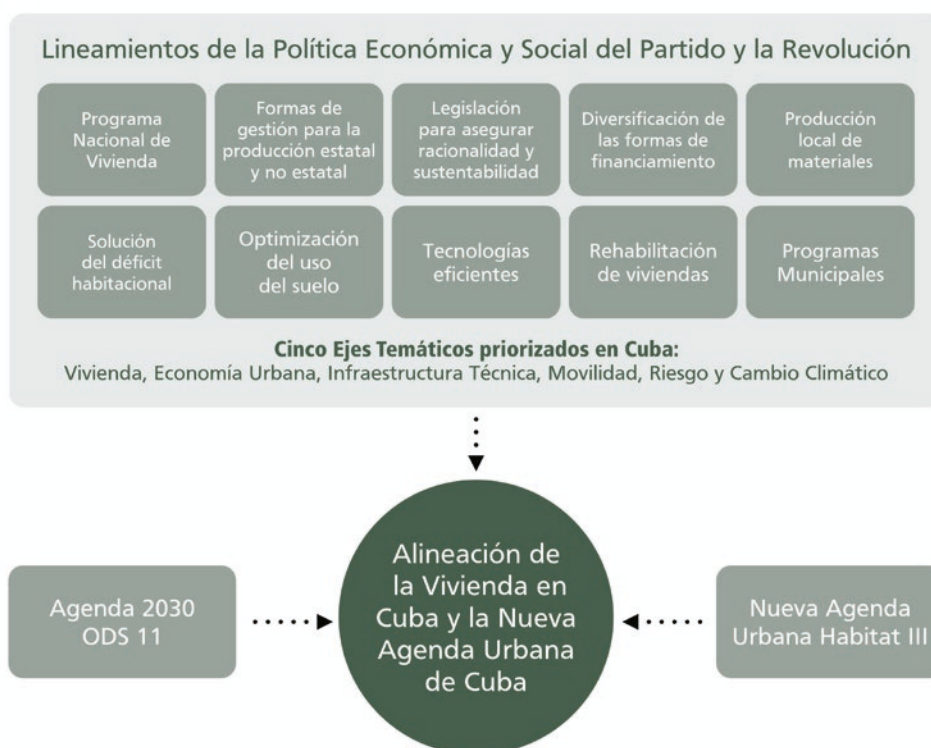 Lineamientos de la Política Económica y Social del Partido y la Revolución
Programa
Nacional de
Vivienda
Formas de
gestión para la
producción estatal
y no estatal
Legislación
para asegurar
racionalidad y
sustentabilidad
Diversificación de
las formas de
financiamiento
Producción
local de
materiales
Solución
del déficit
habitacional
Optimización
del uso
del suelo
Tecnologías
eficientes
Rehabilitación
de viviendas
Programas
Municipales
Cinco Ejes Temáticos priorizados en Cuba:
Vivienda, Economía Urbana, Infraestructura Técnica, Movilidad, Riesgo y Cambio Climático
Alineación de
la Vivienda en
Cuba y la Nueva
Agenda Urbana
de Cuba
Agenda 2030
ODS 11
Nueva Agenda
Urbana Habitat III